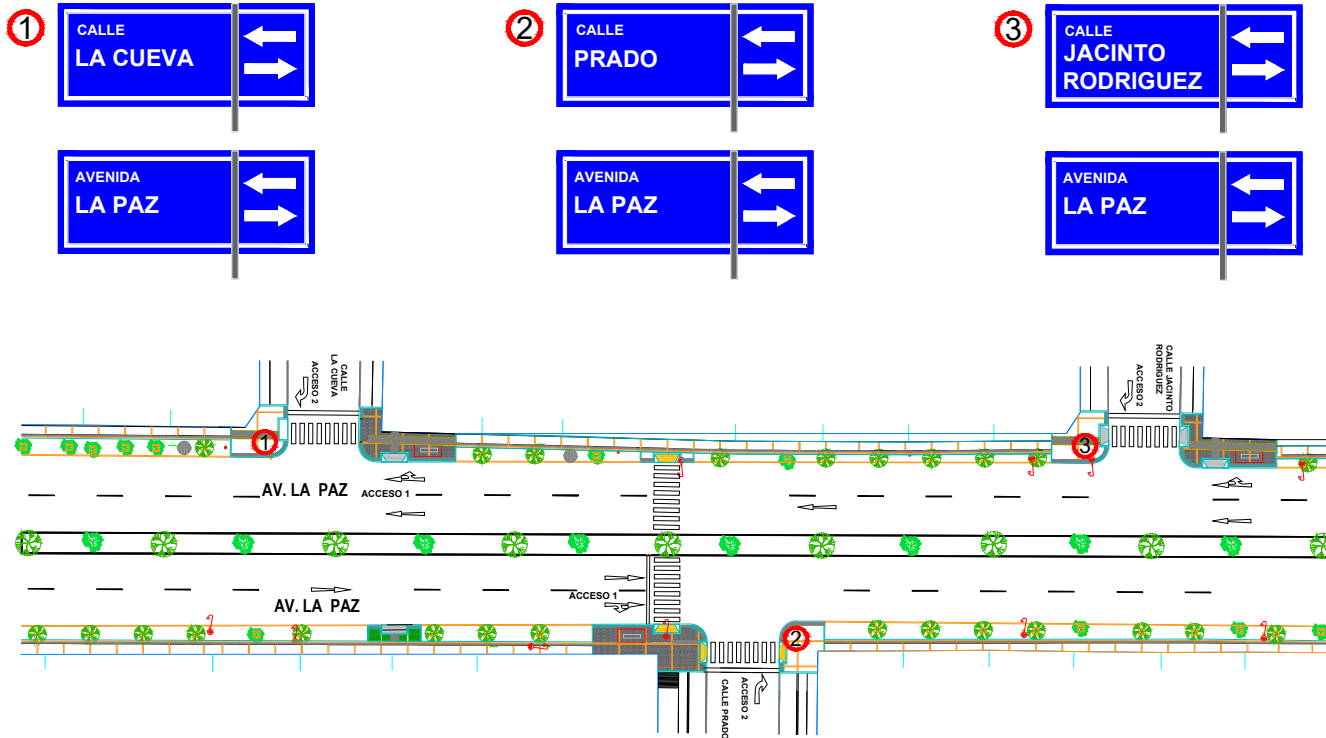 1
CALLE
LA CUEVA
2
CALLE
PRADO
3
CALLE
JACINTO
RODRIGUEZ
AVENIDA
LA PAZ
AVENIDA
LA PAZ
AVENIDA
LA PAZ
CALLE
LA CUEVA
ACCESO 2
CALLE JACINTO
RODRIGUEZ
ACCESO 2
1
3
AV. LA PAZ
ACCESO 1
ACCESO 1
AV. LA PAZ
2
CALLE PRADO
ACCESO 2